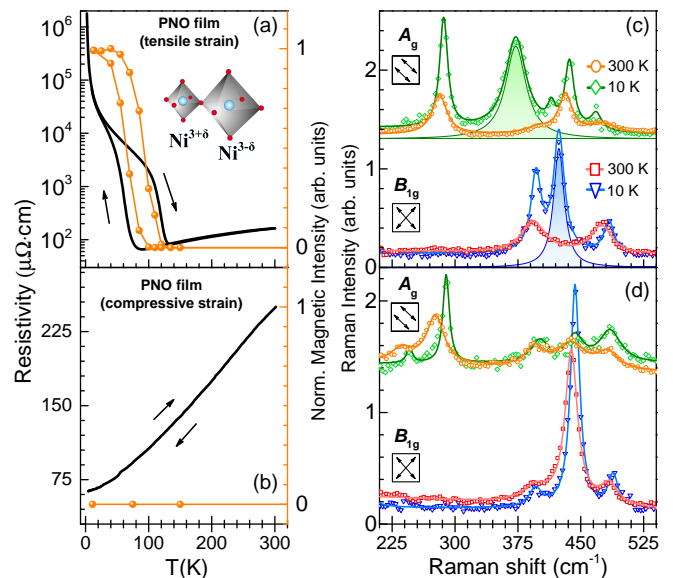 PNO film
(tensile strain)
(a)
10⁶
10⁵
10⁴
10³
10²
Ni³⁺ᵟ
Ni³⁻ᵟ
1
0
PNO film
(compressive strain)
225
150
75
1
0
(b)
0
100
200
300
T(K)
Resistivity (μΩ·cm)
Norm. Magnetic Intensity (arb. units)
(c)
Ag
300 K
10 K
2
1
B1g
300 K
10 K
0
(d)
Ag
2
1
B1g
0
225
300
375
450
525
Raman shift (cm⁻¹)
Raman Intensity (arb. units)